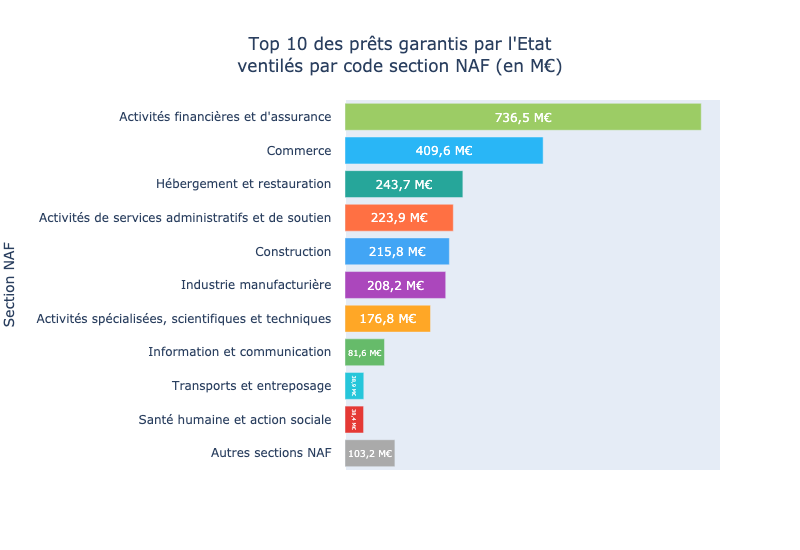 Top 10 des prêts garantis par l'Etat
ventilés par code section NAF (en M€)
Section NAF
Activités financières et d'assurance 736,5 M€
Commerce 409,6 M€
Hébergement et restauration 243,7 M€
Activités de services administratifs et de soutien 223,9 M€
Construction 215,8 M€
Industrie manufacturière 208,2 M€
Activités spécialisées, scientifiques et techniques 176,8 M€
Information et communication 81,6 M€
Transports et entreposage
Santé humaine et action sociale
Autres sections NAF 103,2 M€